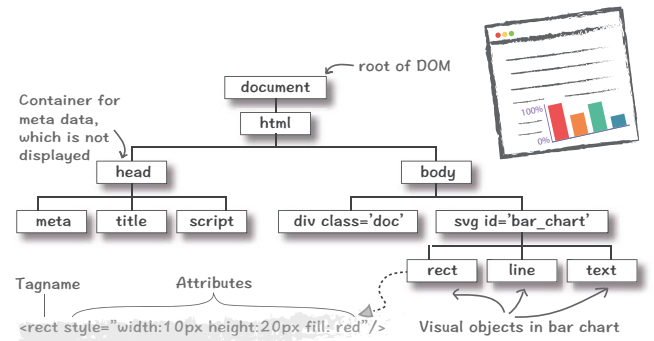 root of DOM
document
100%
0%
Container for
meta data,
which is not
displayed
html
head
body
meta
title
script
div class='doc'
svg id='bar_chart'
rect
line
text
Tagname
Attributes
<rect style="width:10px height:20px fill: red"/>
Visual objects in bar chart